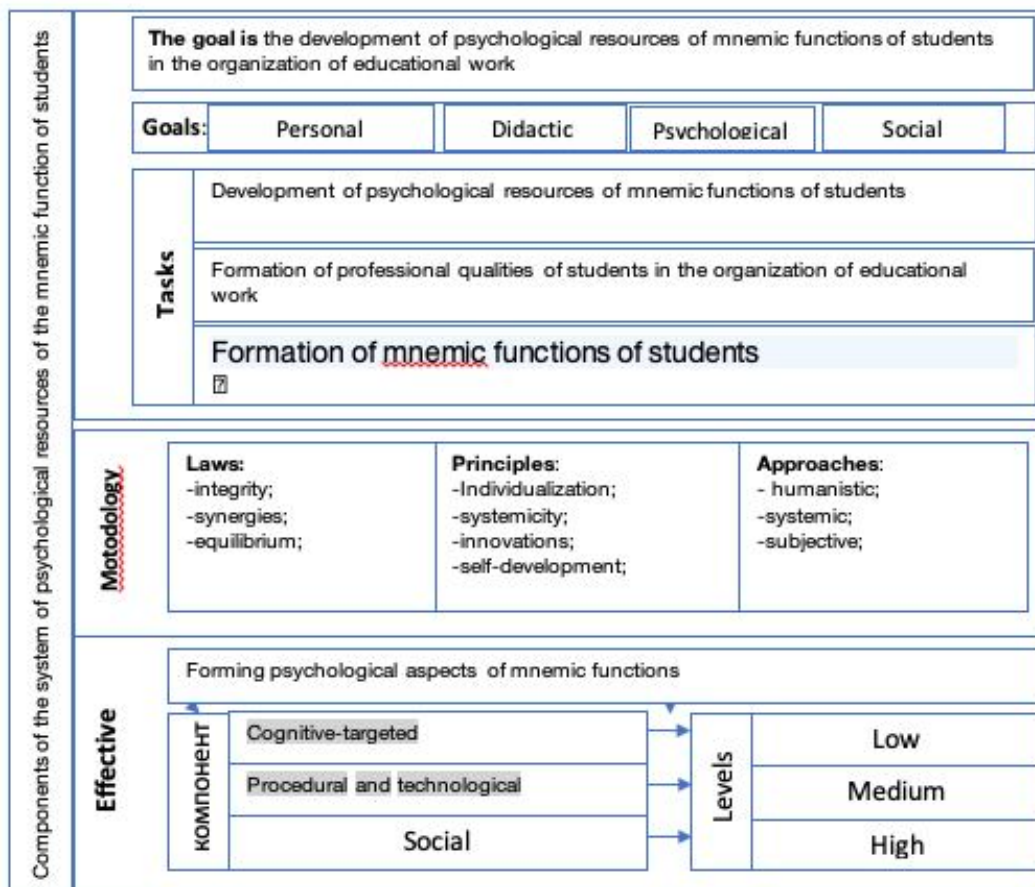 Components of the system of psychological resources of the mnemic function of students
The goal is the development of psychological resources of mnemic functions of students
in the organization of educational work
Goals:
Personal
Didactic
Psychological
Social
Tasks
Development of psychological resources of mnemic functions of students
Formation of professional qualities of students in the organization of educational
work
Formation of mnemic functions of students
Motodology
Laws:
-integrity;
-synergies;
-equilibrium;
Principles:
-Individualization;
-systemicity;
-innovations;
-self-development;
Approaches:
- humanistic;
-systemic;
-subjective;
Effective
Forming psychological aspects of mnemic functions
компонент
Cognitive-targeted
Procedural and technological
Social
Levels
Low
Medium
High